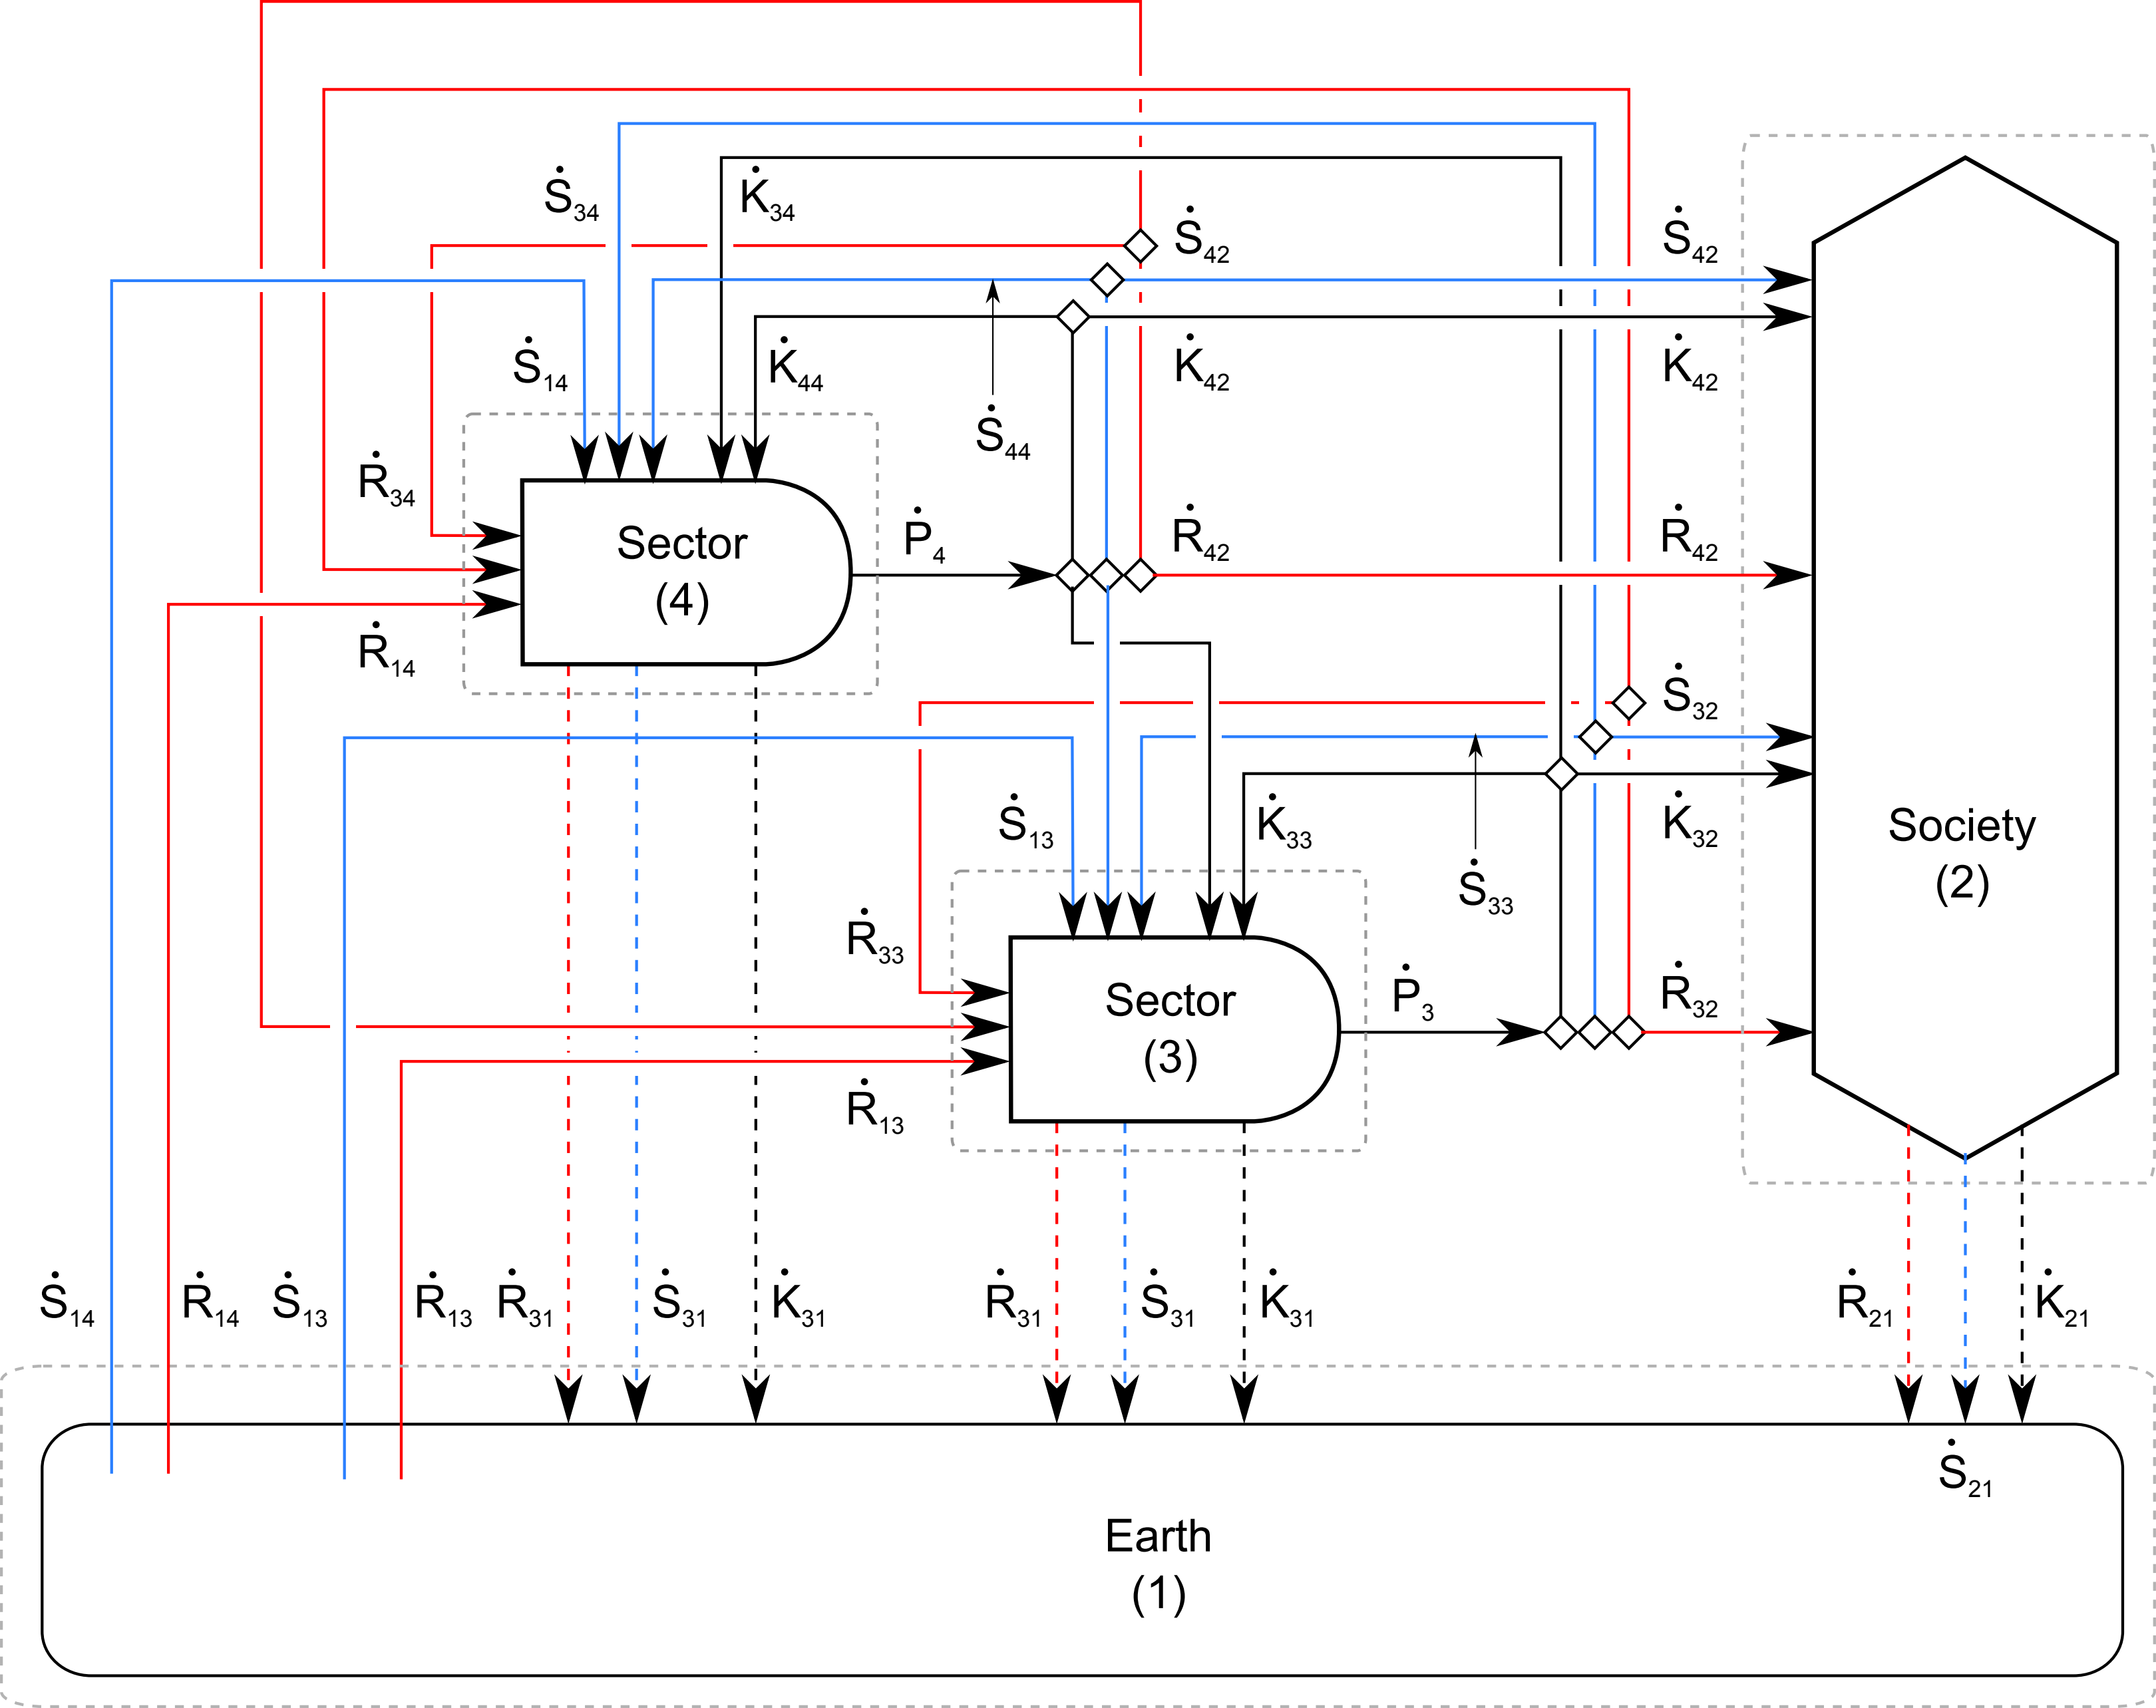 Ṡ34
K̇34
Ṡ42
Ṡ42
Ṡ14
K̇44
K̇42
K̇42
Ṡ44
Ṙ34
Ṗ4
Ṙ42
Ṙ42
Sector
(4)
Ṙ14
Ṡ32
Ṡ13
K̇33
K̇32
Society
(2)
Ṡ33
Ṙ33
Sector
(3)
Ṗ3
Ṙ32
Ṙ13
Ṡ14
Ṙ14
Ṡ13
Ṙ13
Ṙ31
Ṡ31
K̇31
Ṙ31
Ṡ31
K̇31
Ṙ21
K̇21
Ṡ21
Earth
(1)